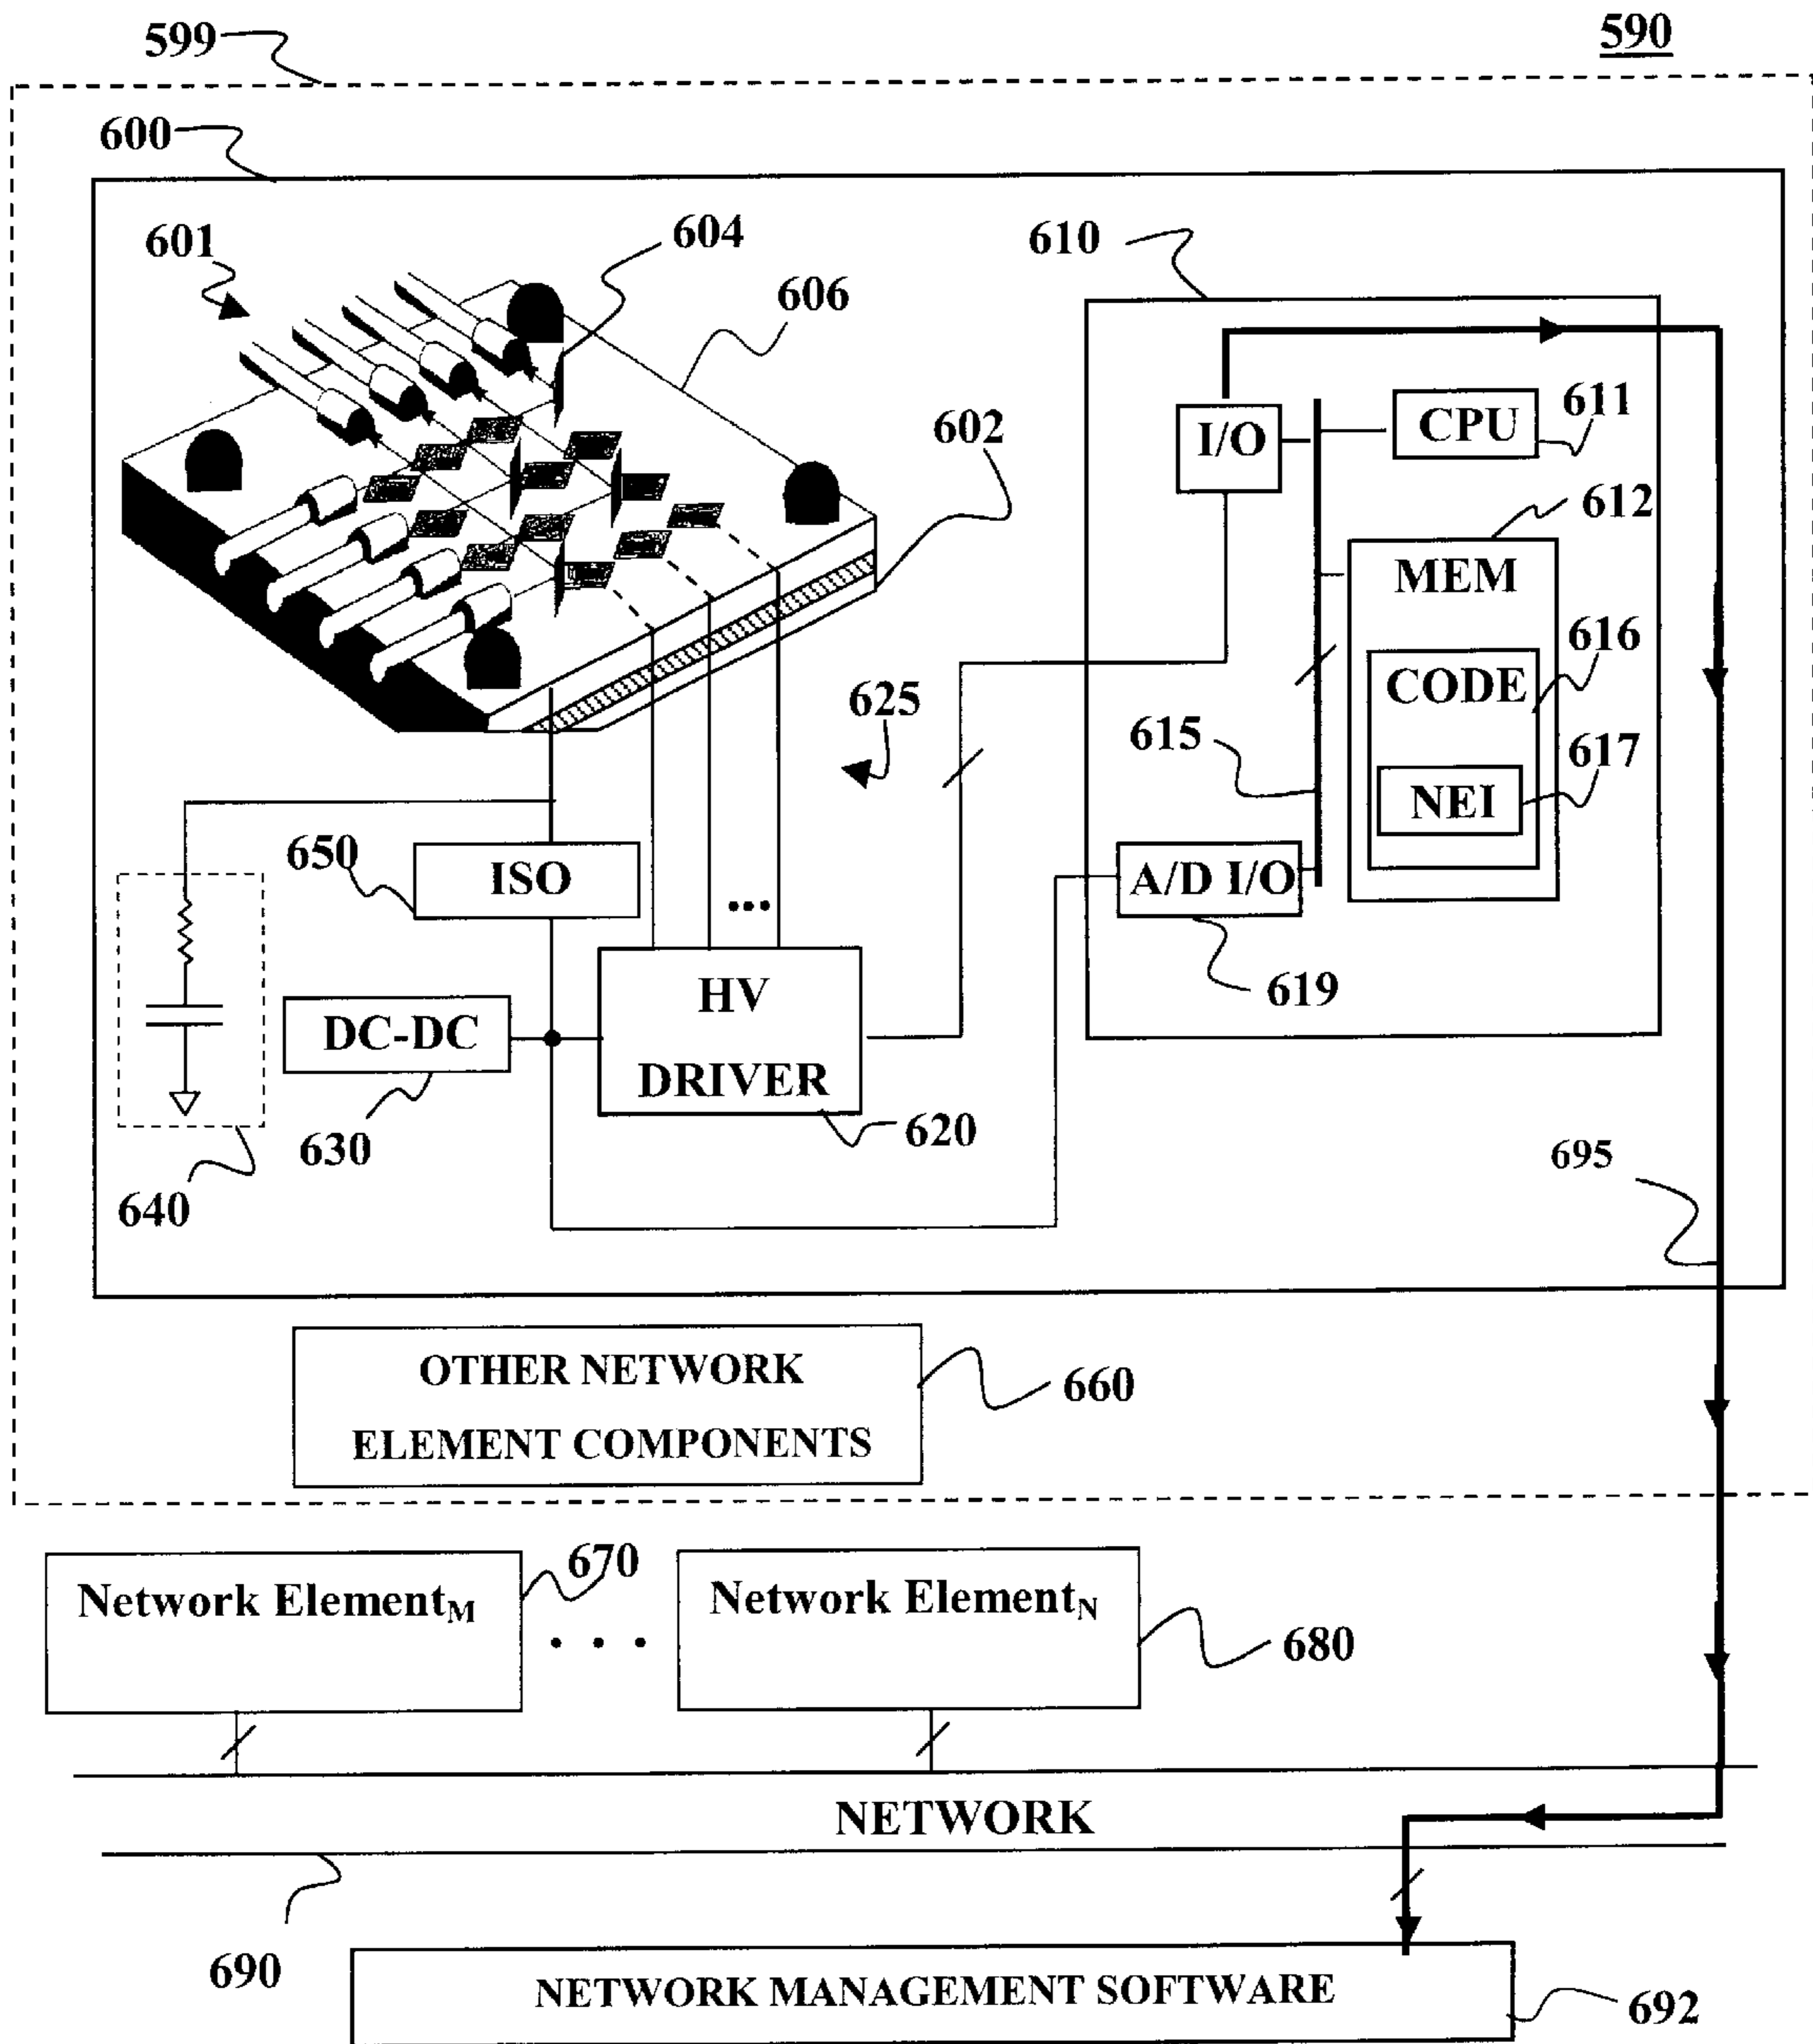 599
590
600
601
604
606
610
602
I/O
CPU
611
612
MEM
616
CODE
625
615
617
NEI
650
ISO
...
A/D I/O
619
HV
DRIVER
DC-DC
630
620
640
695
OTHER NETWORK
ELEMENT COMPONENTS
660
670
Network ElementM
. . .
Network ElementN
680
NETWORK
690
NETWORK MANAGEMENT SOFTWARE
692